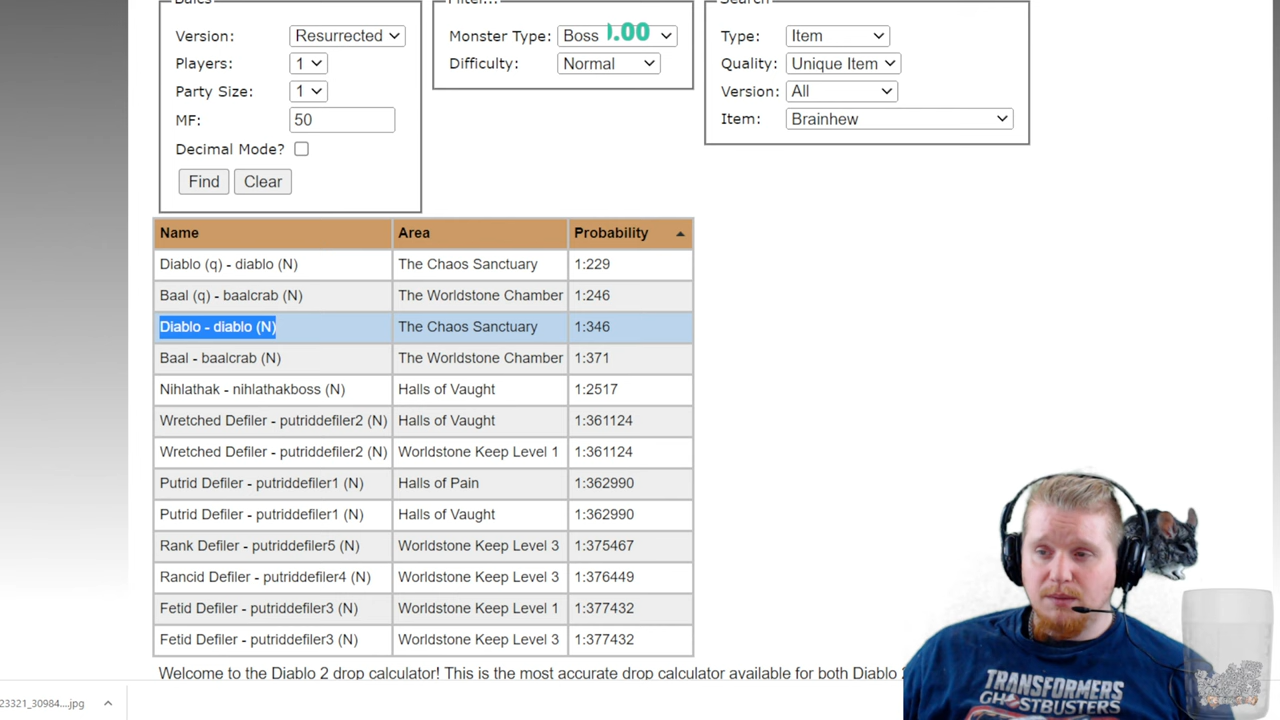 Version: Resurrected
Players: 1
Party Size: 1
MF: 50
Decimal Mode?
Find Clear
Monster Type: Boss .00
Difficulty: Normal
Type: Item
Quality: Unique Item
Version: All
Item: Brainhew
Name Area Probability
Diablo (q) - diablo (N) The Chaos Sanctuary 1:229
Baal (q) - baalcrab (N) The Worldstone Chamber 1:246
Diablo - diablo (N) The Chaos Sanctuary 1:346
Baal - baalcrab (N) The Worldstone Chamber 1:371
Nihlathak - nihlathakboss (N) Halls of Vaught 1:2517
Wretched Defiler - putriddefiler2 (N) Halls of Vaught 1:361124
Wretched Defiler - putriddefiler2 (N) Worldstone Keep Level 1 1:361124
Putrid Defiler - putriddefiler1 (N) Halls of Pain 1:362990
Putrid Defiler - putriddefiler1 (N) Halls of Vaught 1:362990
Rank Defiler - putriddefiler5 (N) Worldstone Keep Level 3 1:375467
Rancid Defiler - putriddefiler4 (N) Worldstone Keep Level 3 1:376449
Fetid Defiler - putriddefiler3 (N) Worldstone Keep Level 1 1:377432
Fetid Defiler - putriddefiler3 (N) Worldstone Keep Level 3 1:377432
Welcome to the Diablo 2 drop calculator! This is the most accurate drop calculator available for both Diablo
23321_30984....jpg
TRANSFORMERS
GHOSTBUSTERS